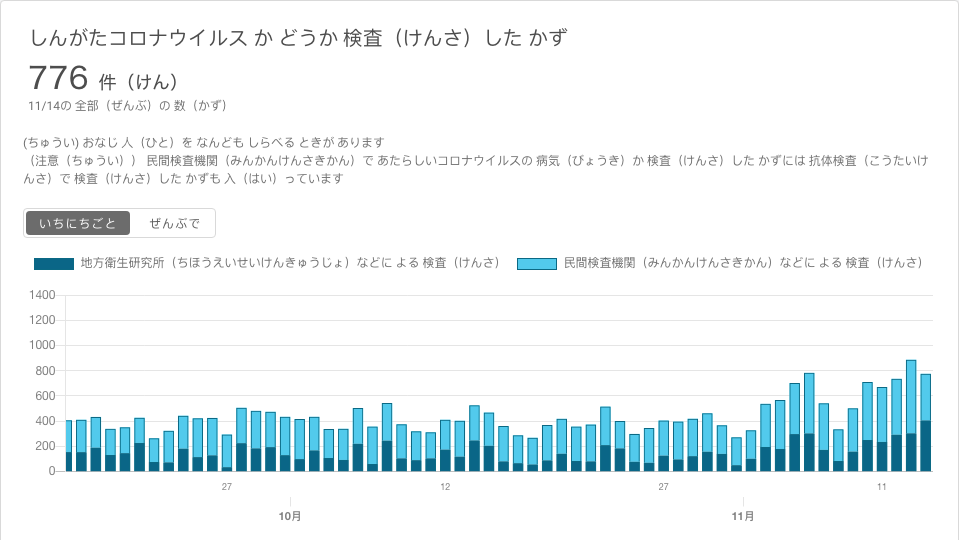 しんがたコロナウイルス か どうか 検査（けんさ）した かず
776 件（けん）
11/14の 全部（ぜんぶ）の 数（かず）
(ちゅうい) おなじ 人（ひと）を なんども しらべる ときが あります
（注意（ちゅうい）） 民間検査機関（みんかんけんさきかん）で あたらしいコロナウイルスの 病気（びょうき）か 検査（けんさ）した かずには 抗体検査（こうたいけ
んさ）で 検査（けんさ）した かずも 入（はい）っています
いちにちごと ぜんぶで
地方衛生研究所（ちほうえいせいけんきゅうじょ）などに よる 検査（けんさ） 民間検査機関（みんかんけんさきかん）などに よる 検査（けんさ）
1400
1200
1000
800
600
400
200
0
27 12 27 11
10月 11月